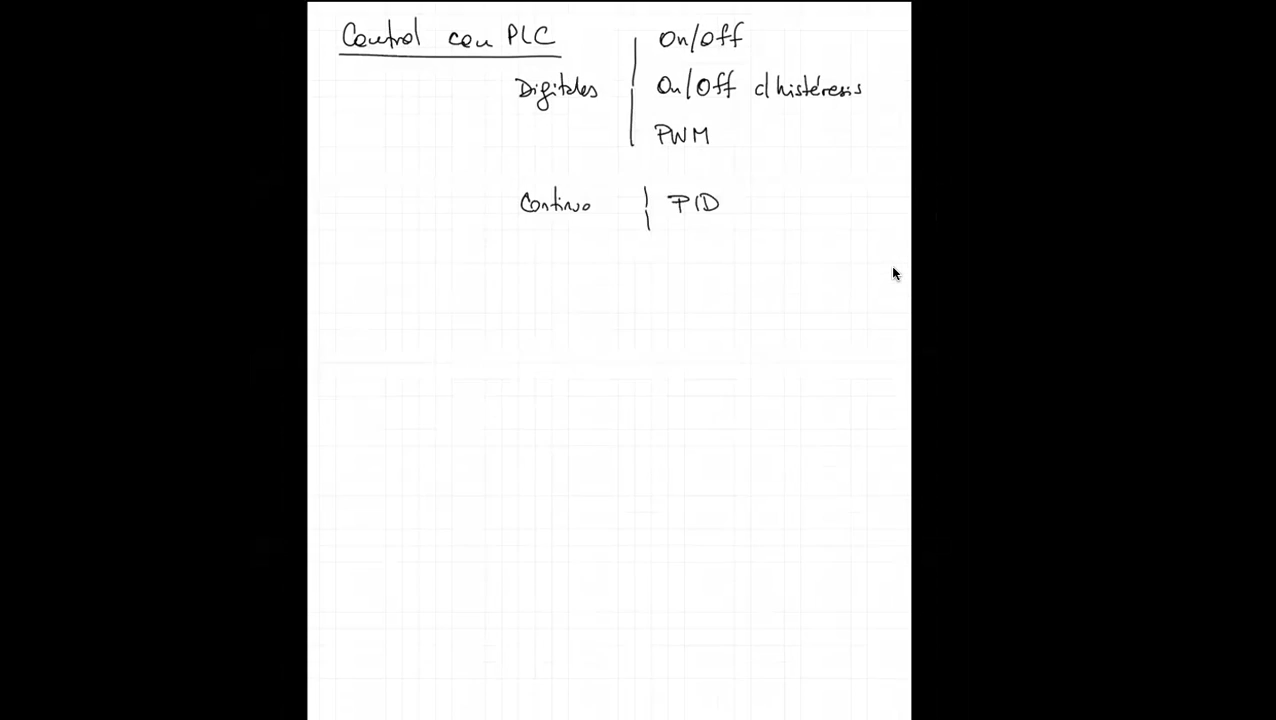 Control con PLC
On/Off
Digitales On/Off c/histéresis
PWM
Continuo PID